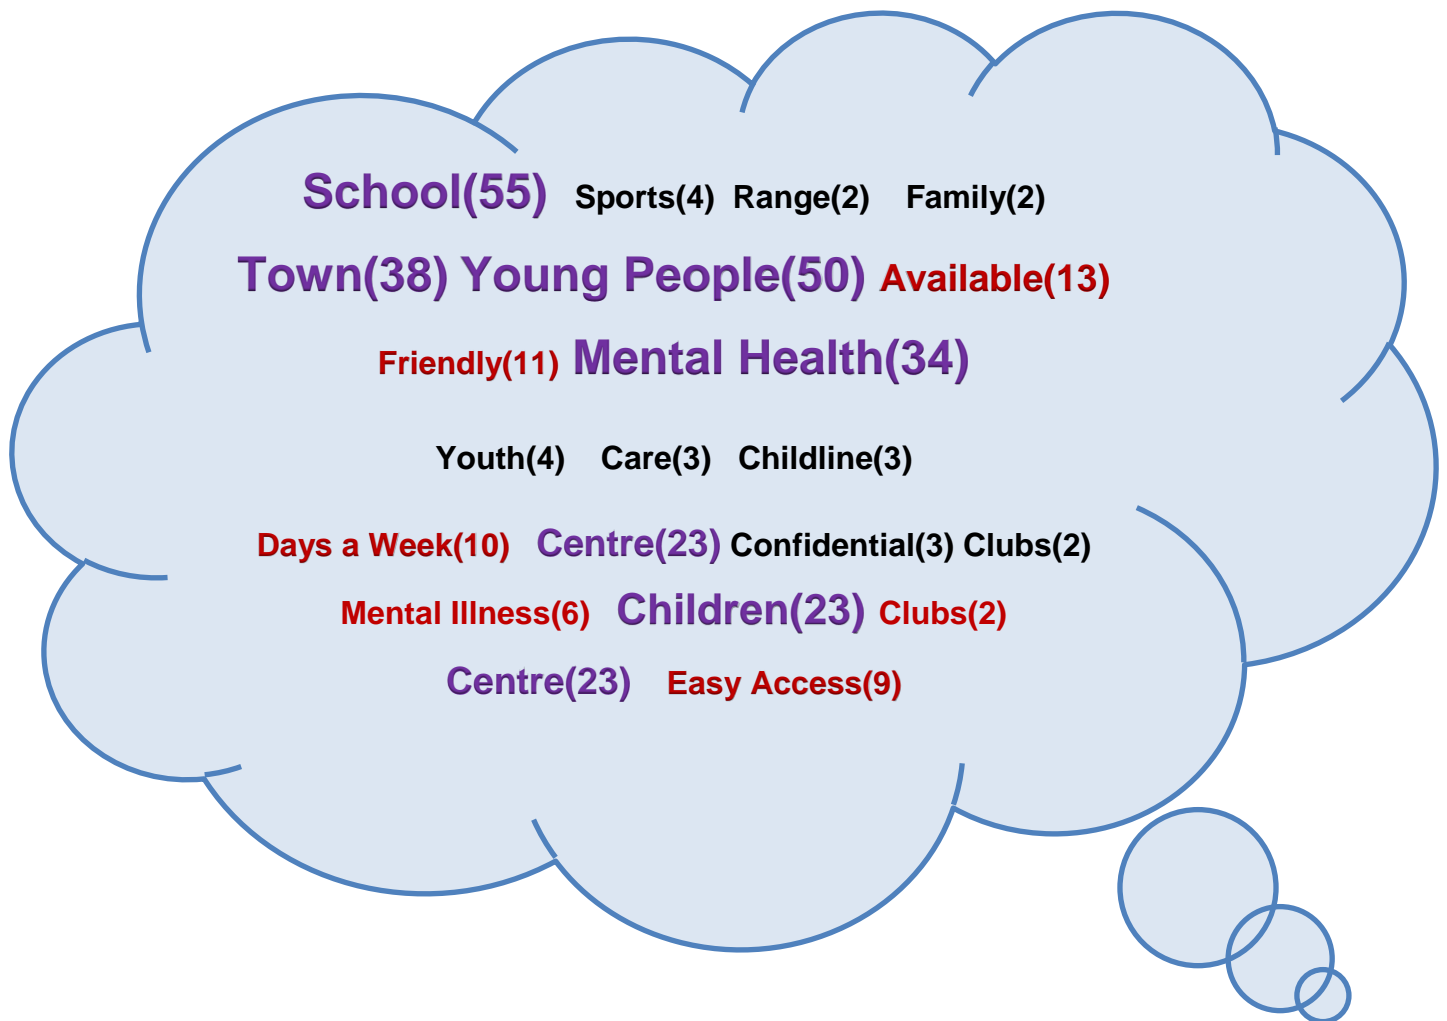 School(55) Sports(4) Range(2) Family(2)
Town(38) Young People(50) Available(13)
Friendly(11) Mental Health(34)
Youth(4) Care(3) Childline(3)
Days a Week(10) Centre(23) Confidential(3) Clubs(2)
Mental Illness(6) Children(23) Clubs(2)
Centre(23) Easy Access(9)